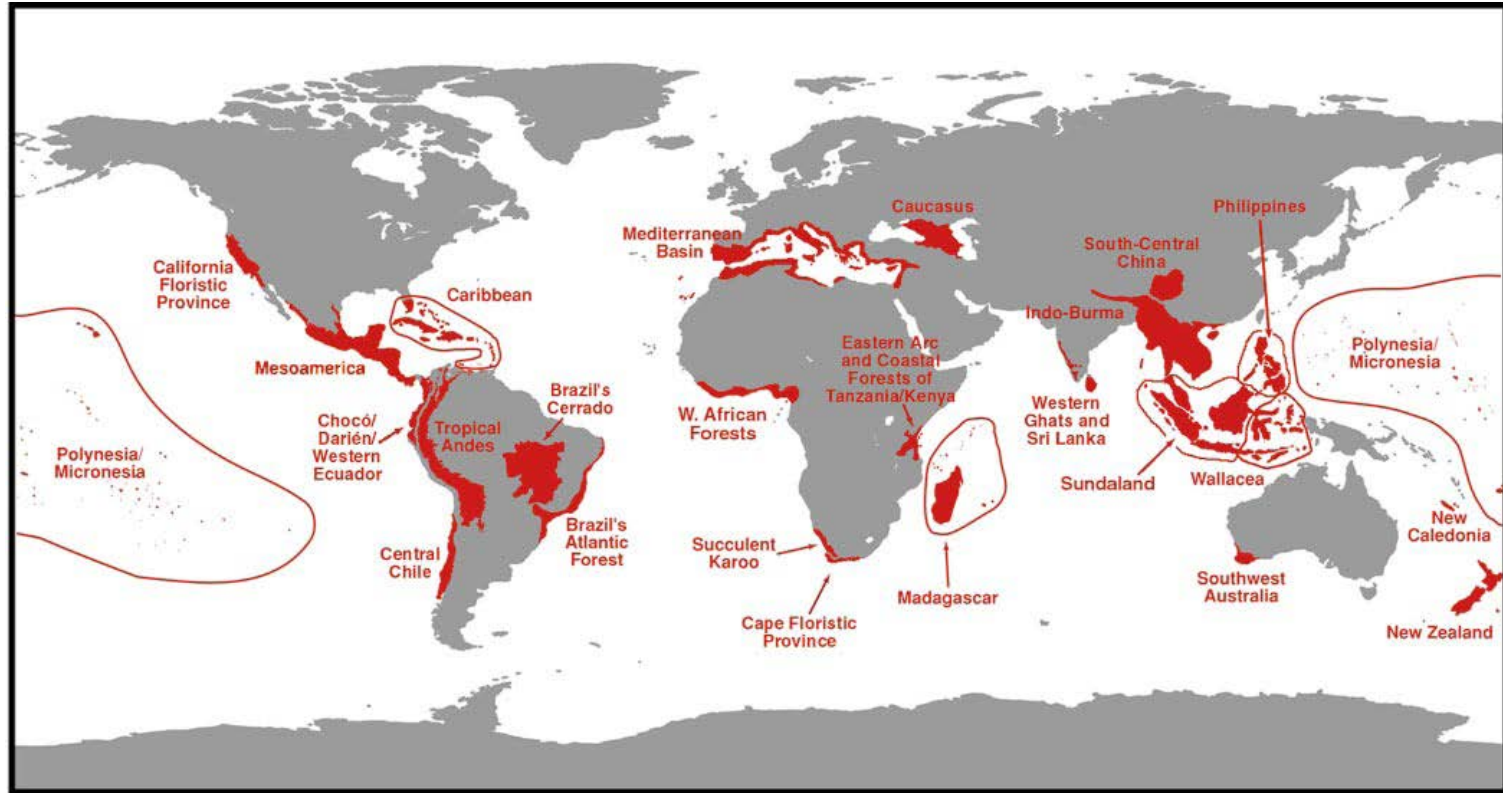 California
Floristic
Province
Mesoamerica
Caribbean
Polynesia/
Micronesia
Chocó/
Darién/
Western
Ecuador
Tropical
Andes
Brazil's
Cerrado
Central
Chile
Brazil's
Atlantic
Forest
Mediterranean
Basin
Caucasus
W. African
Forests
Eastern Arc
and Coastal
Forests of
Tanzania/Kenya
Succulent
Karoo
Cape Floristic
Province
Madagascar
South-Central
China
Indo-Burma
Western
Ghats and
Sri Lanka
Philippines
Sundaland
Wallacea
Polynesia/
Micronesia
Southwest
Australia
New
Caledonia
New Zealand